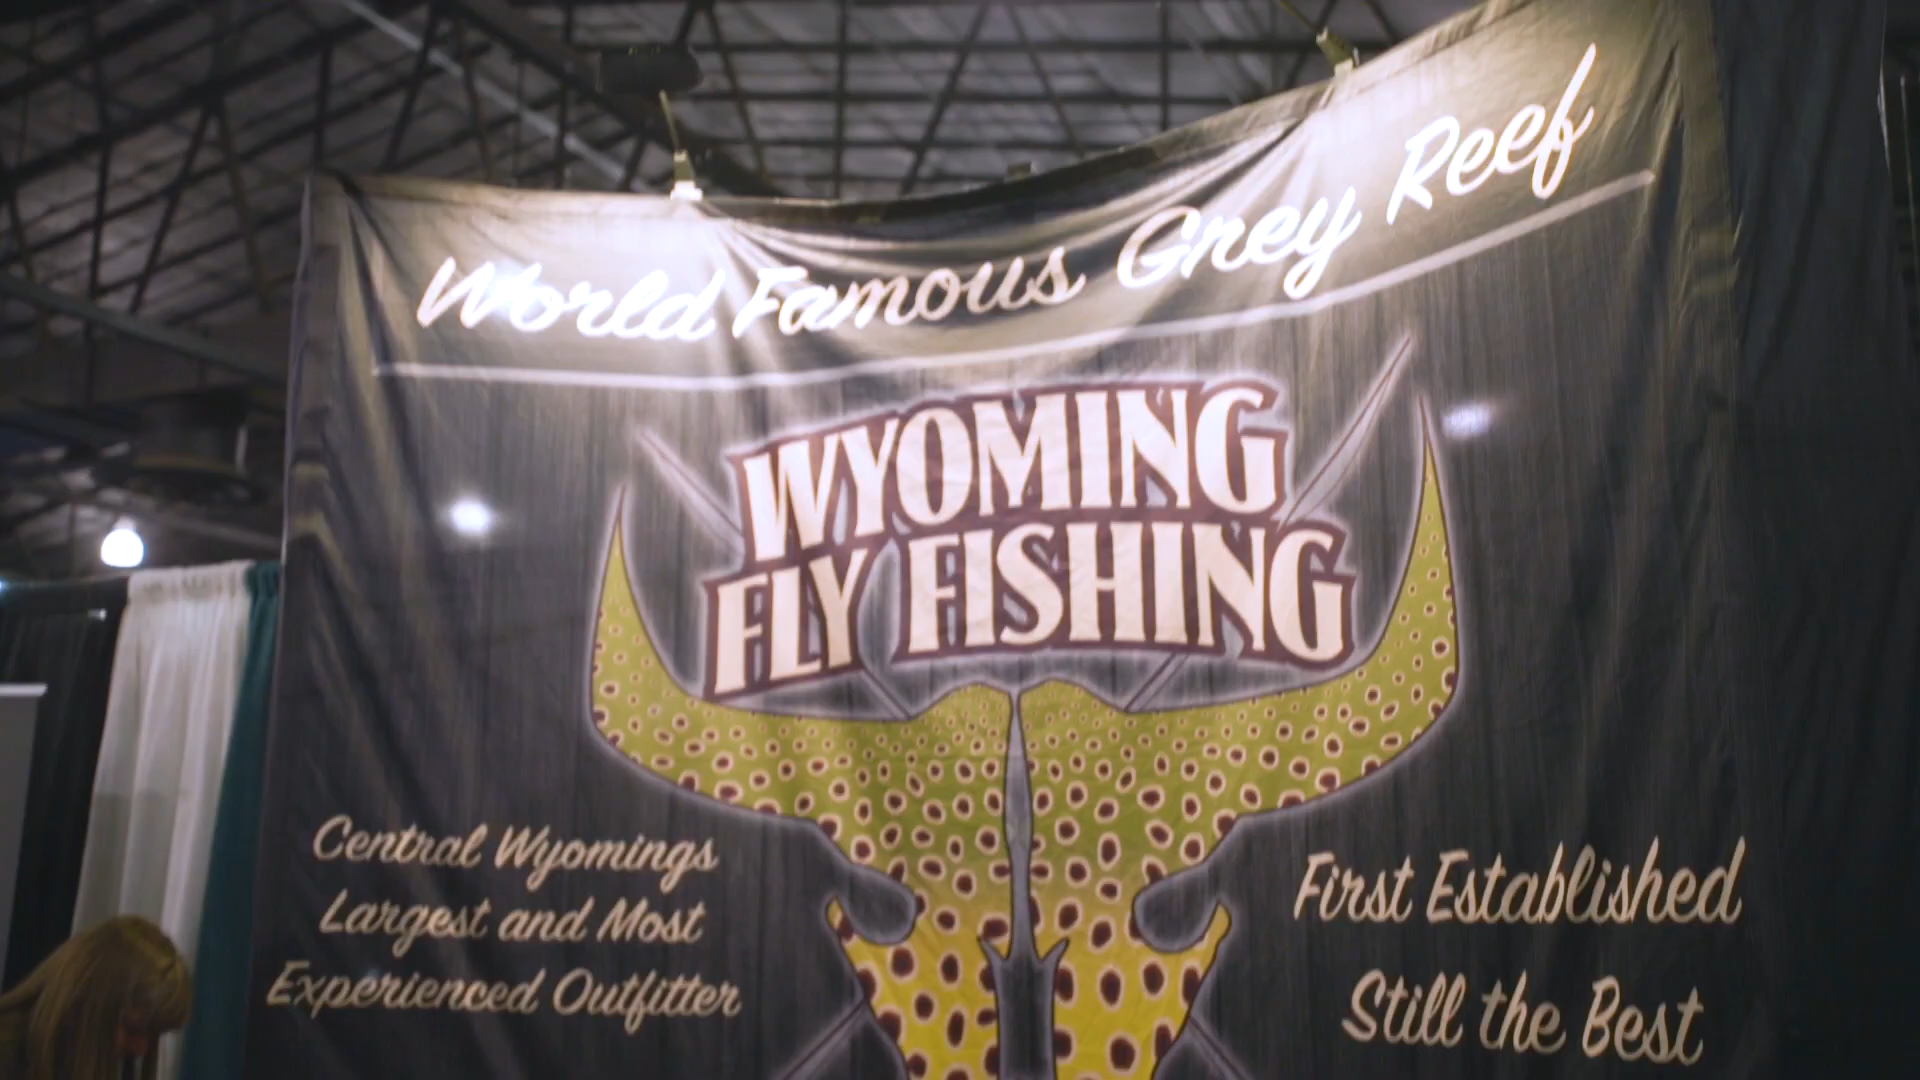 World Famous Grey Reef
WYOMING
FLY FISHING
Central Wyomings
Largest and Most
Experienced Outfitter
First Established
Still the Best